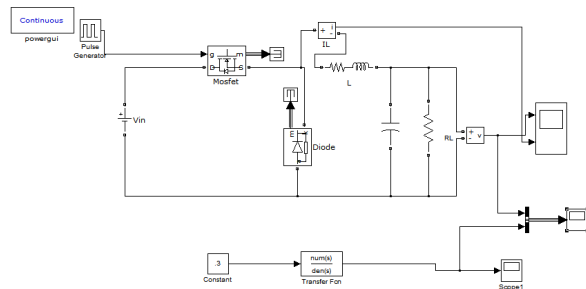 Continuous
powergui
Pulse
Generator
g
m
D
S
Mosfet
+
i
-
IL
L
+
Vin
E
Diode
RL
+
-
v
.3
Constant
num(s)
den(s)
Transfer Fcn
Scope1